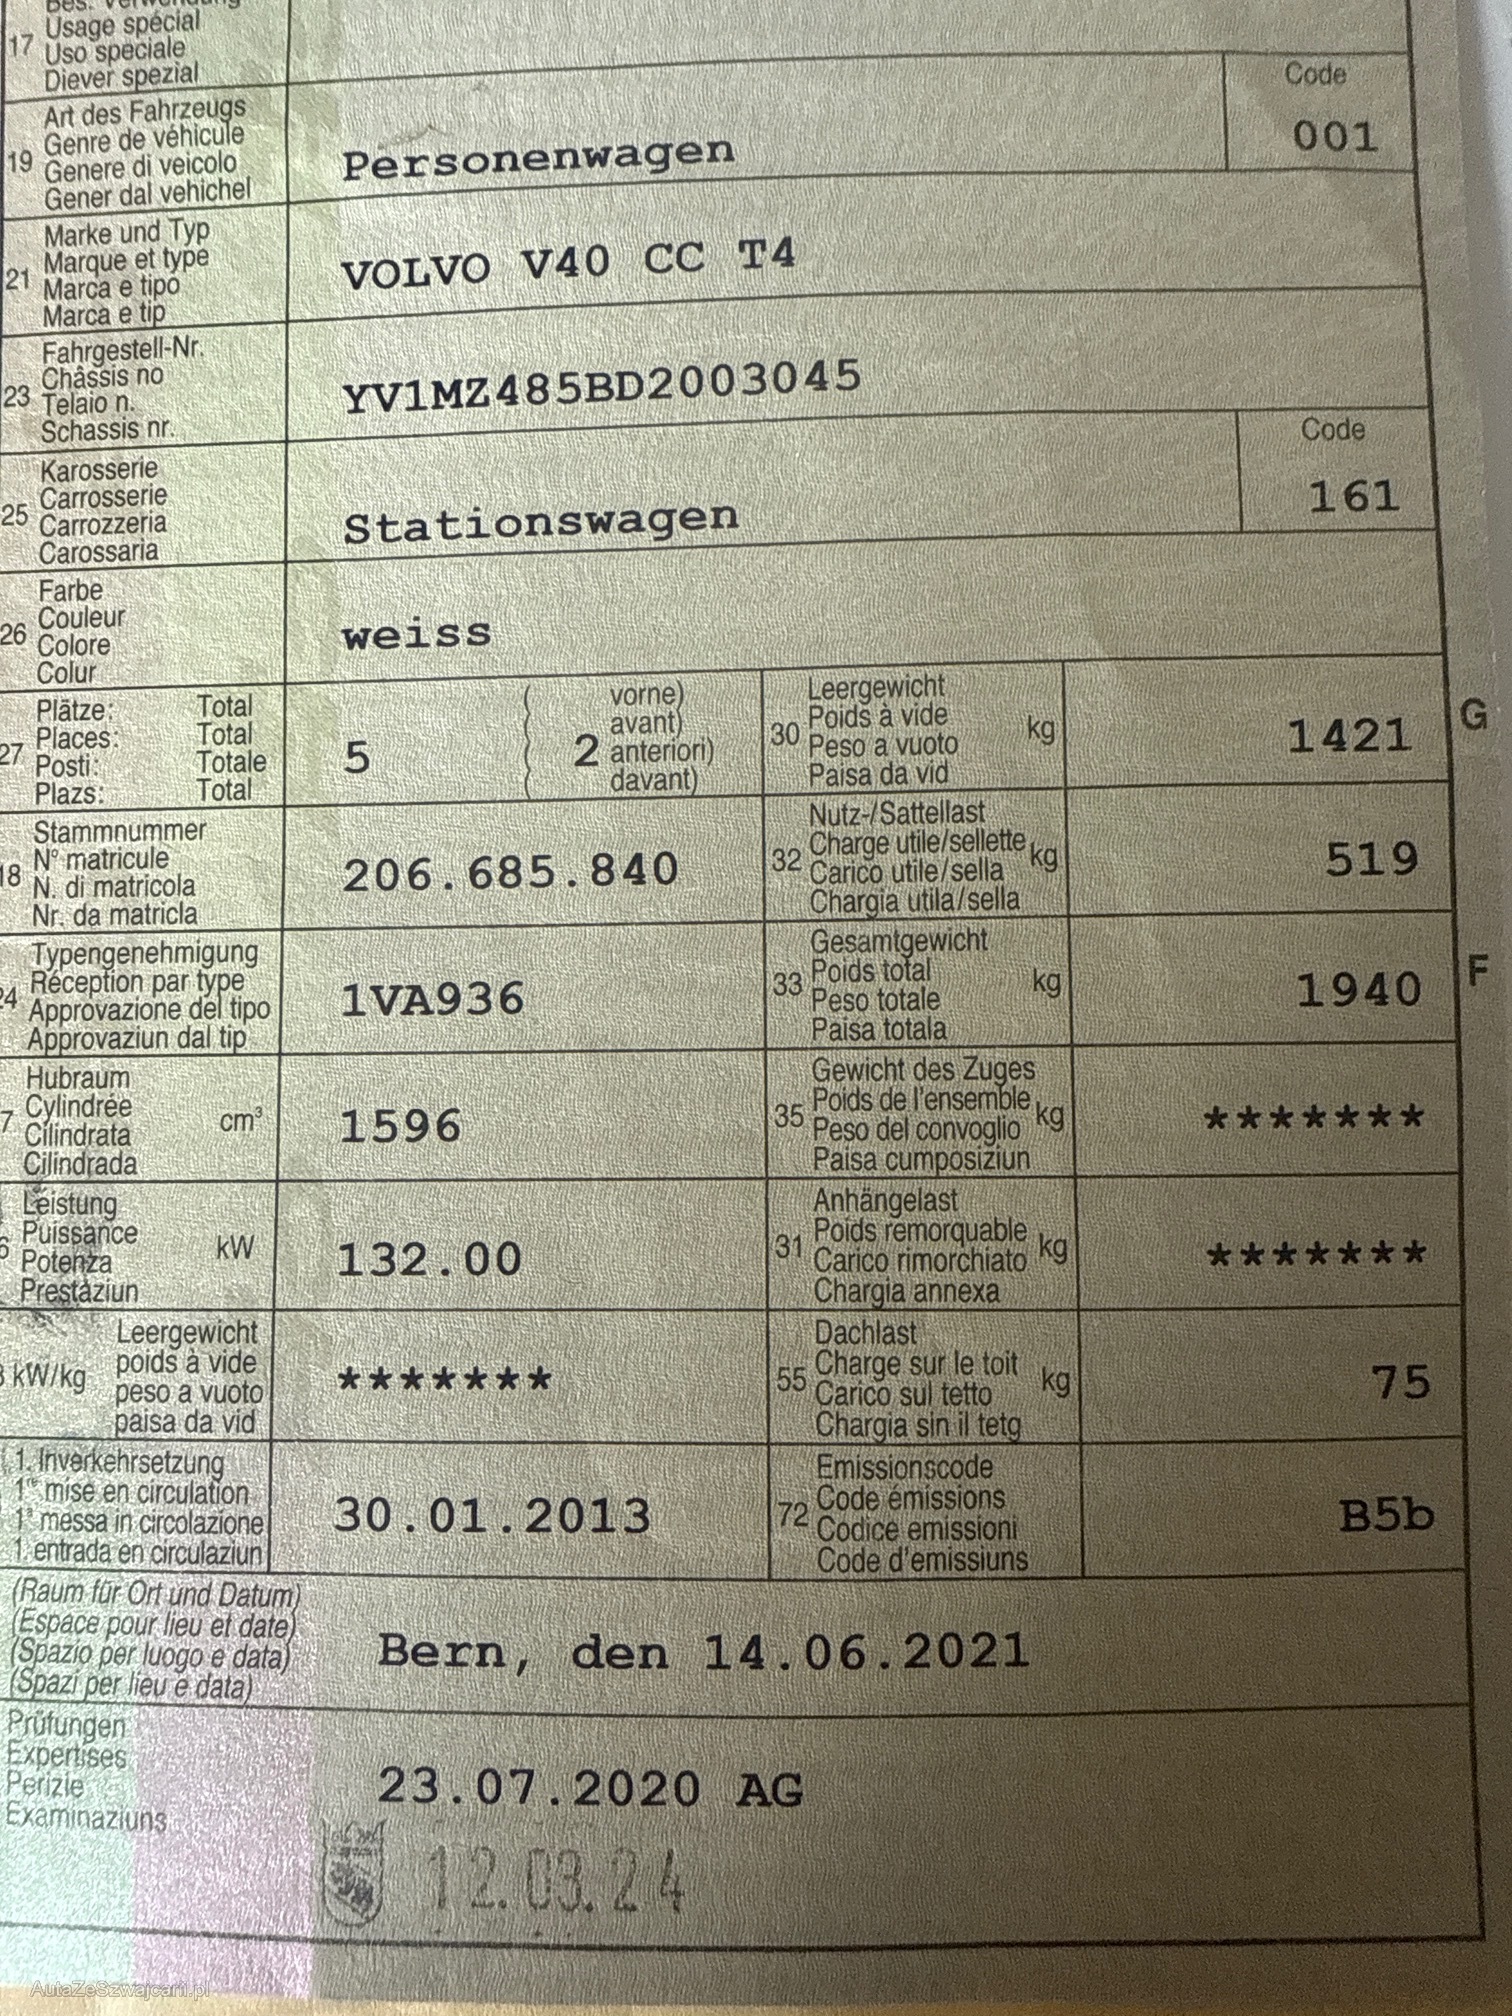 Bes. Verwendung
17 Usage spécial
Uso speciale
Diever spezial
Art des Fahrzeugs
Genre de véhicule
19 Genere di veicolo
Gener dal vehichel
Personenwagen
Code
001
Marke und Typ
Marque et type
21 Marca e tipo
Marca e tip
VOLVO V40 CC T4
Fahrgestell-Nr.
Châssis no
23 Telaio n.
Schassis nr.
YV1MZ485BD2003045
Karosserie
Carrosserie
25 Carrozzeria
Carossaria
Stationswagen
Code
161
Farbe
Couleur
26 Colore
Colur
weiss
Plätze: Total
27 Places: Total
Posti: Totale
Plazs: Total
5
( vorne)
( avant)
( 2 anteriori)
( davant)
Leergewicht
30 Poids à vide kg
Peso a vuoto
Paisa da vid
1421 G
Stammnummer
18 N° matricule
N. di matricola
Nr. da matricla
206.685.840
Nutz-/Sattellast
32 Charge utile/sellette kg
Carico utile/sella
Chargia utila/sella
519
Typengenehmigung
24 Réception par type
Approvazione del tipo
Approvaziun dal tip
1VA936
Gesamtgewicht
33 Poids total kg
Peso totale
Paisa totala
1940 F
Hubraum
7 Cylindrée cm³
Cilindrata
Cilindrada
1596
Gewicht des Zuges
35 Poids de l'ensemble kg
Peso del convoglio
Paisa cumposiziun
*******
Leistung
6 Puissance kW
Potenza
Prestaziun
132.00
Anhängelast
31 Poids remorquable kg
Carico rimorchiato
Chargia annexa
*******
Leergewicht
kW/kg poids à vide
peso a vuoto
paisa da vid
*******
Dachlast
55 Charge sur le toit kg
Carico sul tetto
Chargia sin il tetg
75
1. Inverkehrsetzung
1re mise en circulation
1a messa in circolazione
1. entrada en circulaziun
30.01.2013
Emissionscode
72 Code émissions
Codice emissioni
Code d'emissiuns
B5b
(Raum für Ort und Datum)
(Espace pour lieu et date)
(Spazio per luogo e data)
(Spazi per lieu e data)
Bern, den 14.06.2021
Prüfungen
Expertises
Perizie
Examinaziuns
23.07.2020 AG
12.03.24
AutaZeSzwajcarii.pl